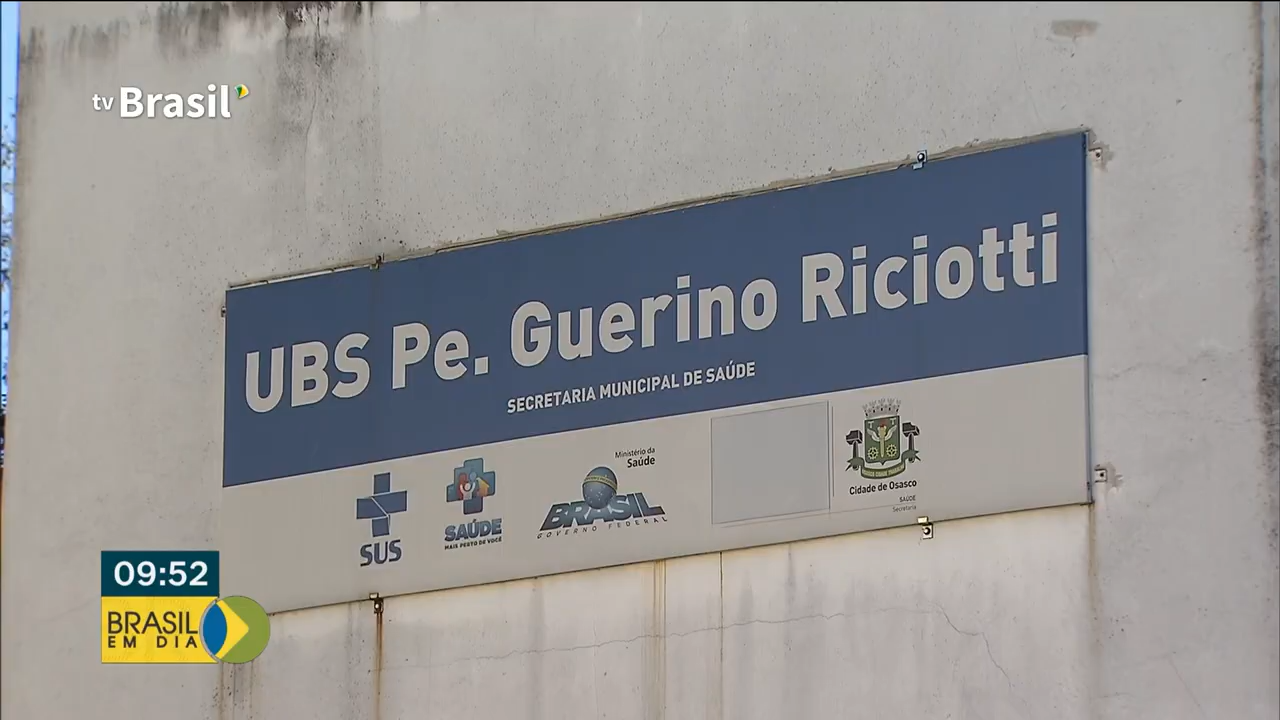 tv Brasil
UBS Pe. Guerino Riciotti
SECRETARIA MUNICIPAL DE SAÚDE
SUS
SAÚDE
MAIS PERTO DE VOCÊ
Ministério da
Saúde
BRASIL
GOVERNO FEDERAL
Cidade de Osasco
SAÚDE
Secretaria
09:52
BRASIL
EM DIA